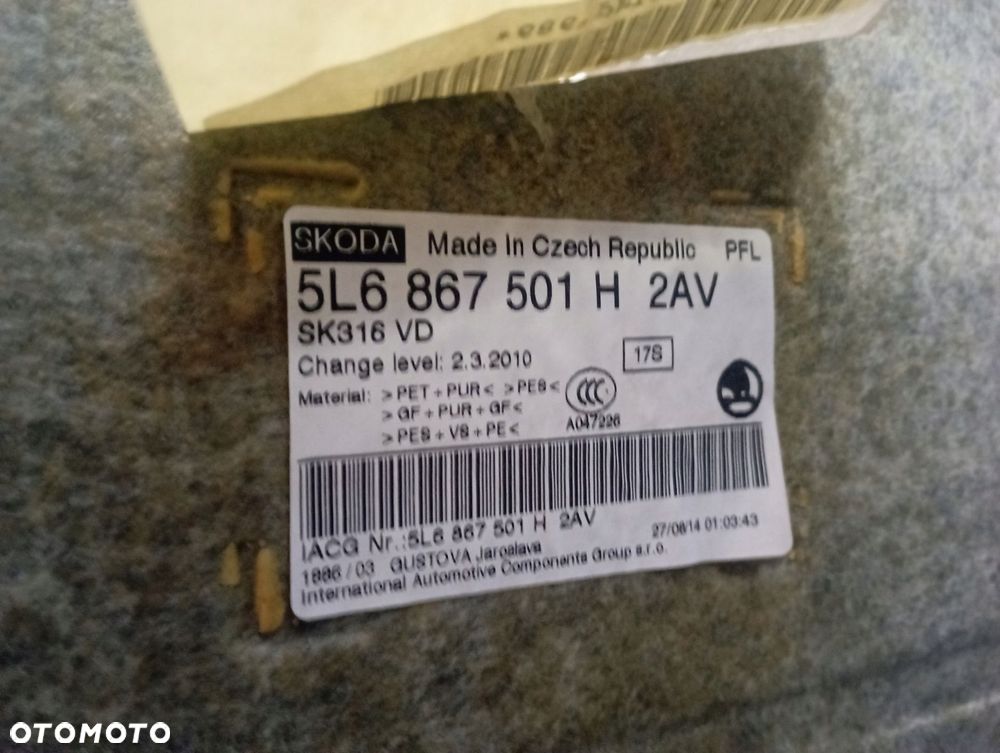 SKODA Made In Czech Republic PFL
5L6 867 501 H 2AV
SK316 VD
Change level: 2.3.2010 17S
Material: >PET+PUR< >PES<
>GF+PUR+GF<
>PES+VS+PE<
CCC
A047226
IACG Nr.:5L6 867 501 H 2AV 27/08/14 01:03:43
1886/03 GUSTOVA Jaroslava
International Automotive Components Group s.r.o.
OTOMOTO